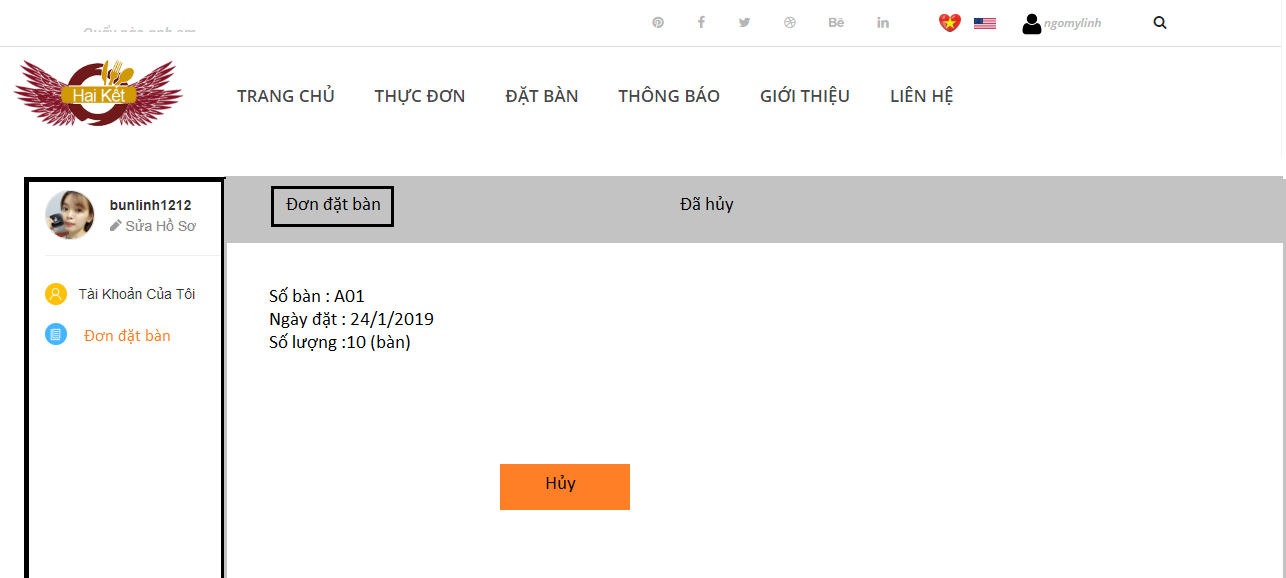 ngomylinh
Hai Kết
TRANG CHỦ THỰC ĐƠN ĐẶT BÀN THÔNG BÁO GIỚI THIỆU LIÊN HỆ
bunlinh1212
Sửa Hồ Sơ
Tài Khoản Của Tôi
Đơn đặt bàn
Đơn đặt bàn Đã hủy
Số bàn : A01
Ngày đặt : 24/1/2019
Số lượng :10 (bàn)
Hủy